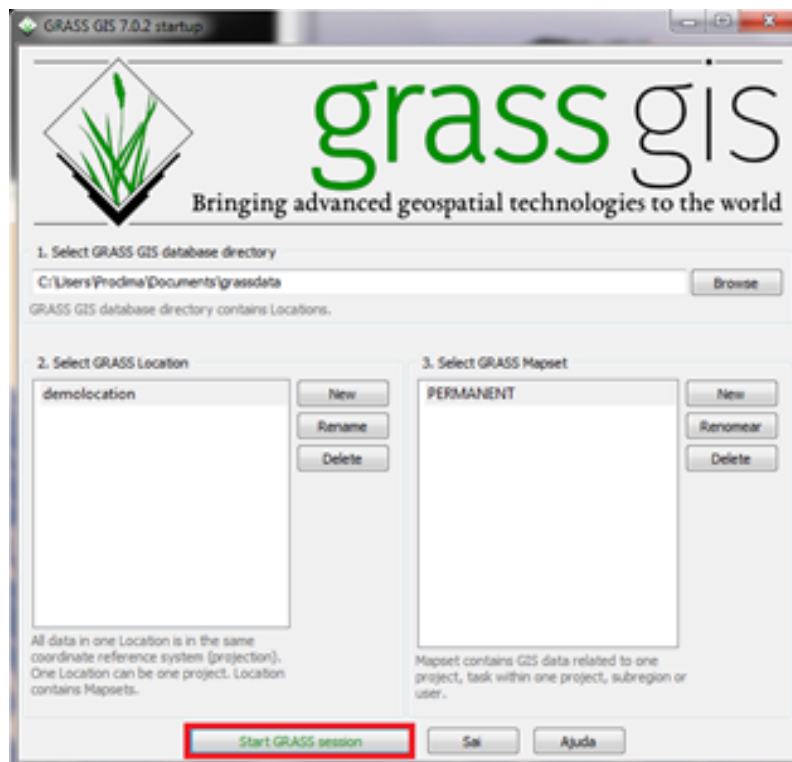 GRASS GIS 7.0.2 startup
grass gis
Bringing advanced geospatial technologies to the world
1. Select GRASS GIS database directory
C:\Users\Proclima\Documents\grassdata
Browse
GRASS GIS database directory contains Locations.
2. Select GRASS Location
demolocation
New
Rename
Delete
All data in one Location is in the same
coordinate reference system (projection).
One Location can be one project. Location
contains Mapsets.
3. Select GRASS Mapset
PERMANENT
New
Renomear
Delete
Mapset contains GIS data related to one
project, task within one project, subregion or
user.
Start GRASS session
Sai
Ajuda